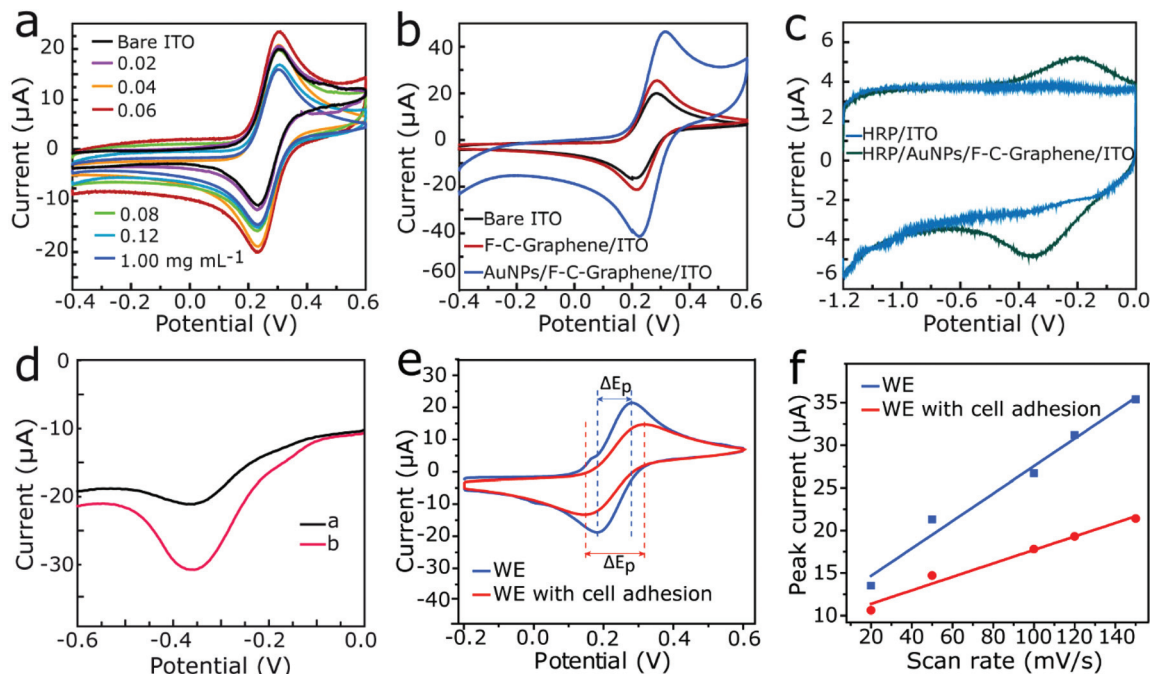 a
Current (µA)
20
10
0
-10
-20
Bare ITO
0.02
0.04
0.06
0.08
0.12
1.00 mg mL-1
-0.4 0.0 0.2 0.4 0.6
Potential (V)
b
Current (µA)
40
20
0
-20
-40
-60
Bare ITO
F-C-Graphene/ITO
AuNPs/F-C-Graphene/ITO
-0.4 0.0 0.2 0.4 0.6
Potential (V)
c
Current (µA)
6
4
2
0
-2
-4
-6
HRP/ITO
HRP/AuNPs/F-C-Graphene/ITO
-1.2 -1.0 -0.6 -0.4 -0.2 0.0
Potential (V)
d
Current (µA)
-0
-10
-20
-30
a
b
-0.6 -0.4 -0.2 0.0
Potential (V)
e
Current (µA)
30
20
10
0
-10
-20
-30
-40
ΔEp
ΔEp
WE
WE with cell adhesion
-0.2 0.0 0.2 0.4 0.6
Potential (V)
f
Peak current (µA)
35
30
25
20
15
10
WE
WE with cell adhesion
20 40 60 80 100 120 140
Scan rate (mV/s)